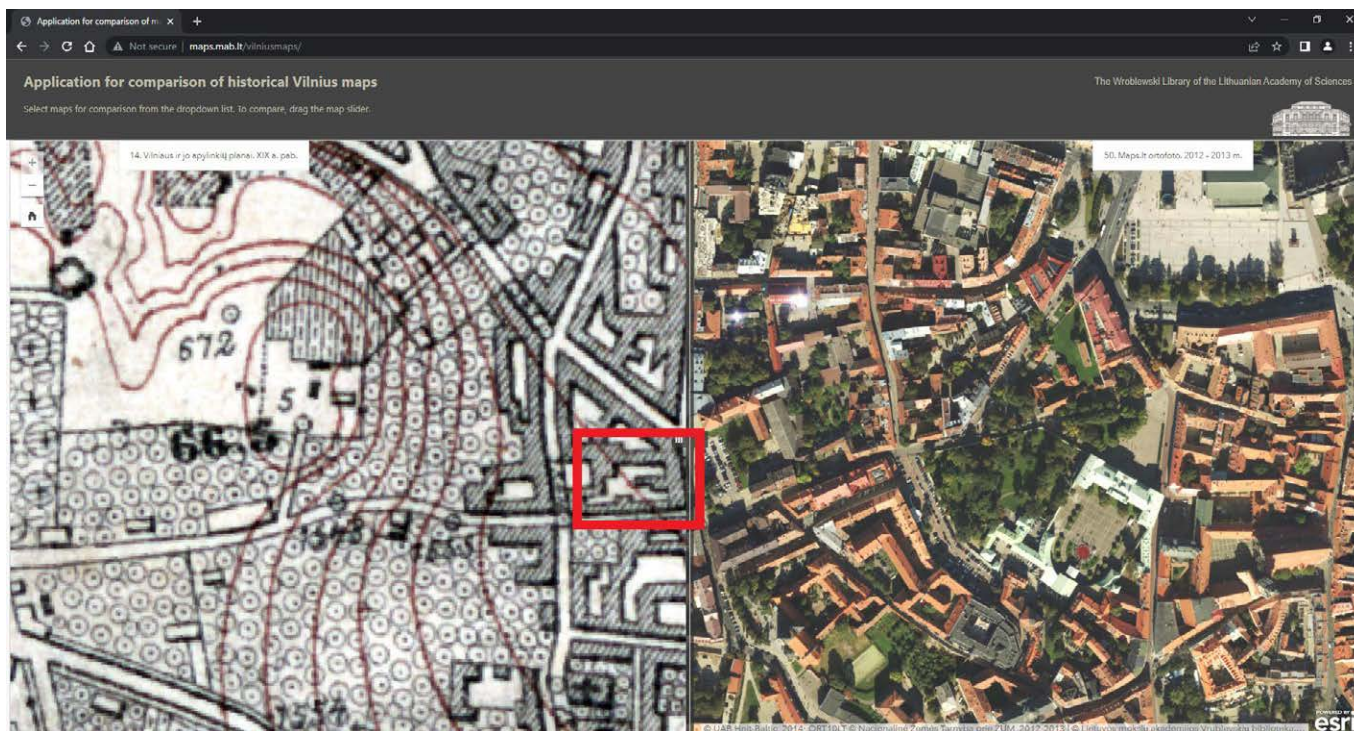 Application for comparison of m
Not secure | maps.mab.lt/vilniusmaps/
Application for comparison of historical Vilnius maps
The Wroblewski Library of the Lithuanian Academy of Sciences
Select maps for comparison from the dropdown list. To compare, drag the map slider.
14. Vilniaus ir jo apylinkių planai. XIX a. pab.
50. Maps.lt ortofoto. 2012 - 2013 m.
672
5
66.5
1554
POWERED BY
esri